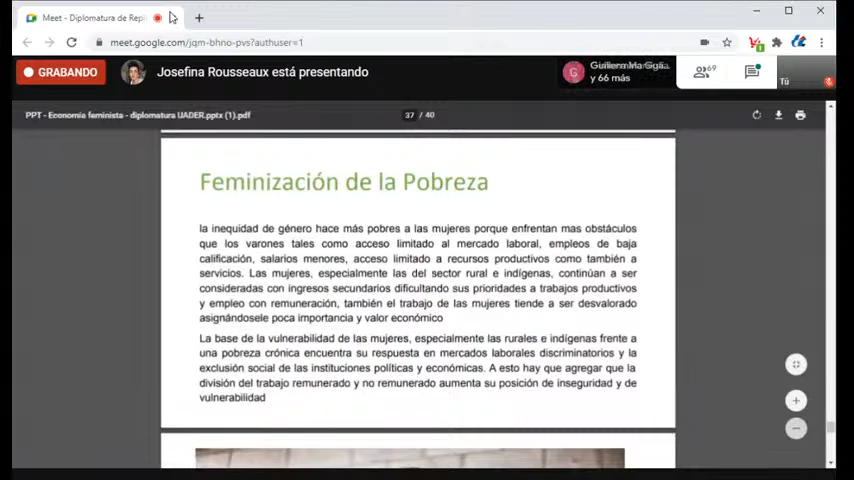 Meet - Diplomatura de Repl
meet.google.com/jqm-bhno-pvs?authuser=1
GRABANDO
Josefina Rousseaux está presentando
G
y 66 más
69
Tú
PPT - Economía feminista - diplomatura UADER.pptx (1).pdf
37 / 40
Feminización de la Pobreza
la inequidad de género hace más pobres a las mujeres porque enfrentan mas obstáculos
que los varones tales como acceso limitado al mercado laboral, empleos de baja
calificación, salarios menores, acceso limitado a recursos productivos como también a
servicios. Las mujeres, especialmente las del sector rural e indígenas, continúan a ser
consideradas con ingresos secundarios dificultando sus prioridades a trabajos productivos
y empleo con remuneración, también el trabajo de las mujeres tiende a ser desvalorado
asignándosele poca importancia y valor económico
La base de la vulnerabilidad de las mujeres, especialmente las rurales e indígenas frente a
una pobreza crónica encuentra su respuesta en mercados laborales discriminatorios y la
exclusión social de las instituciones políticas y económicas. A esto hay que agregar que la
división del trabajo remunerado y no remunerado aumenta su posición de inseguridad y de
vulnerabilidad